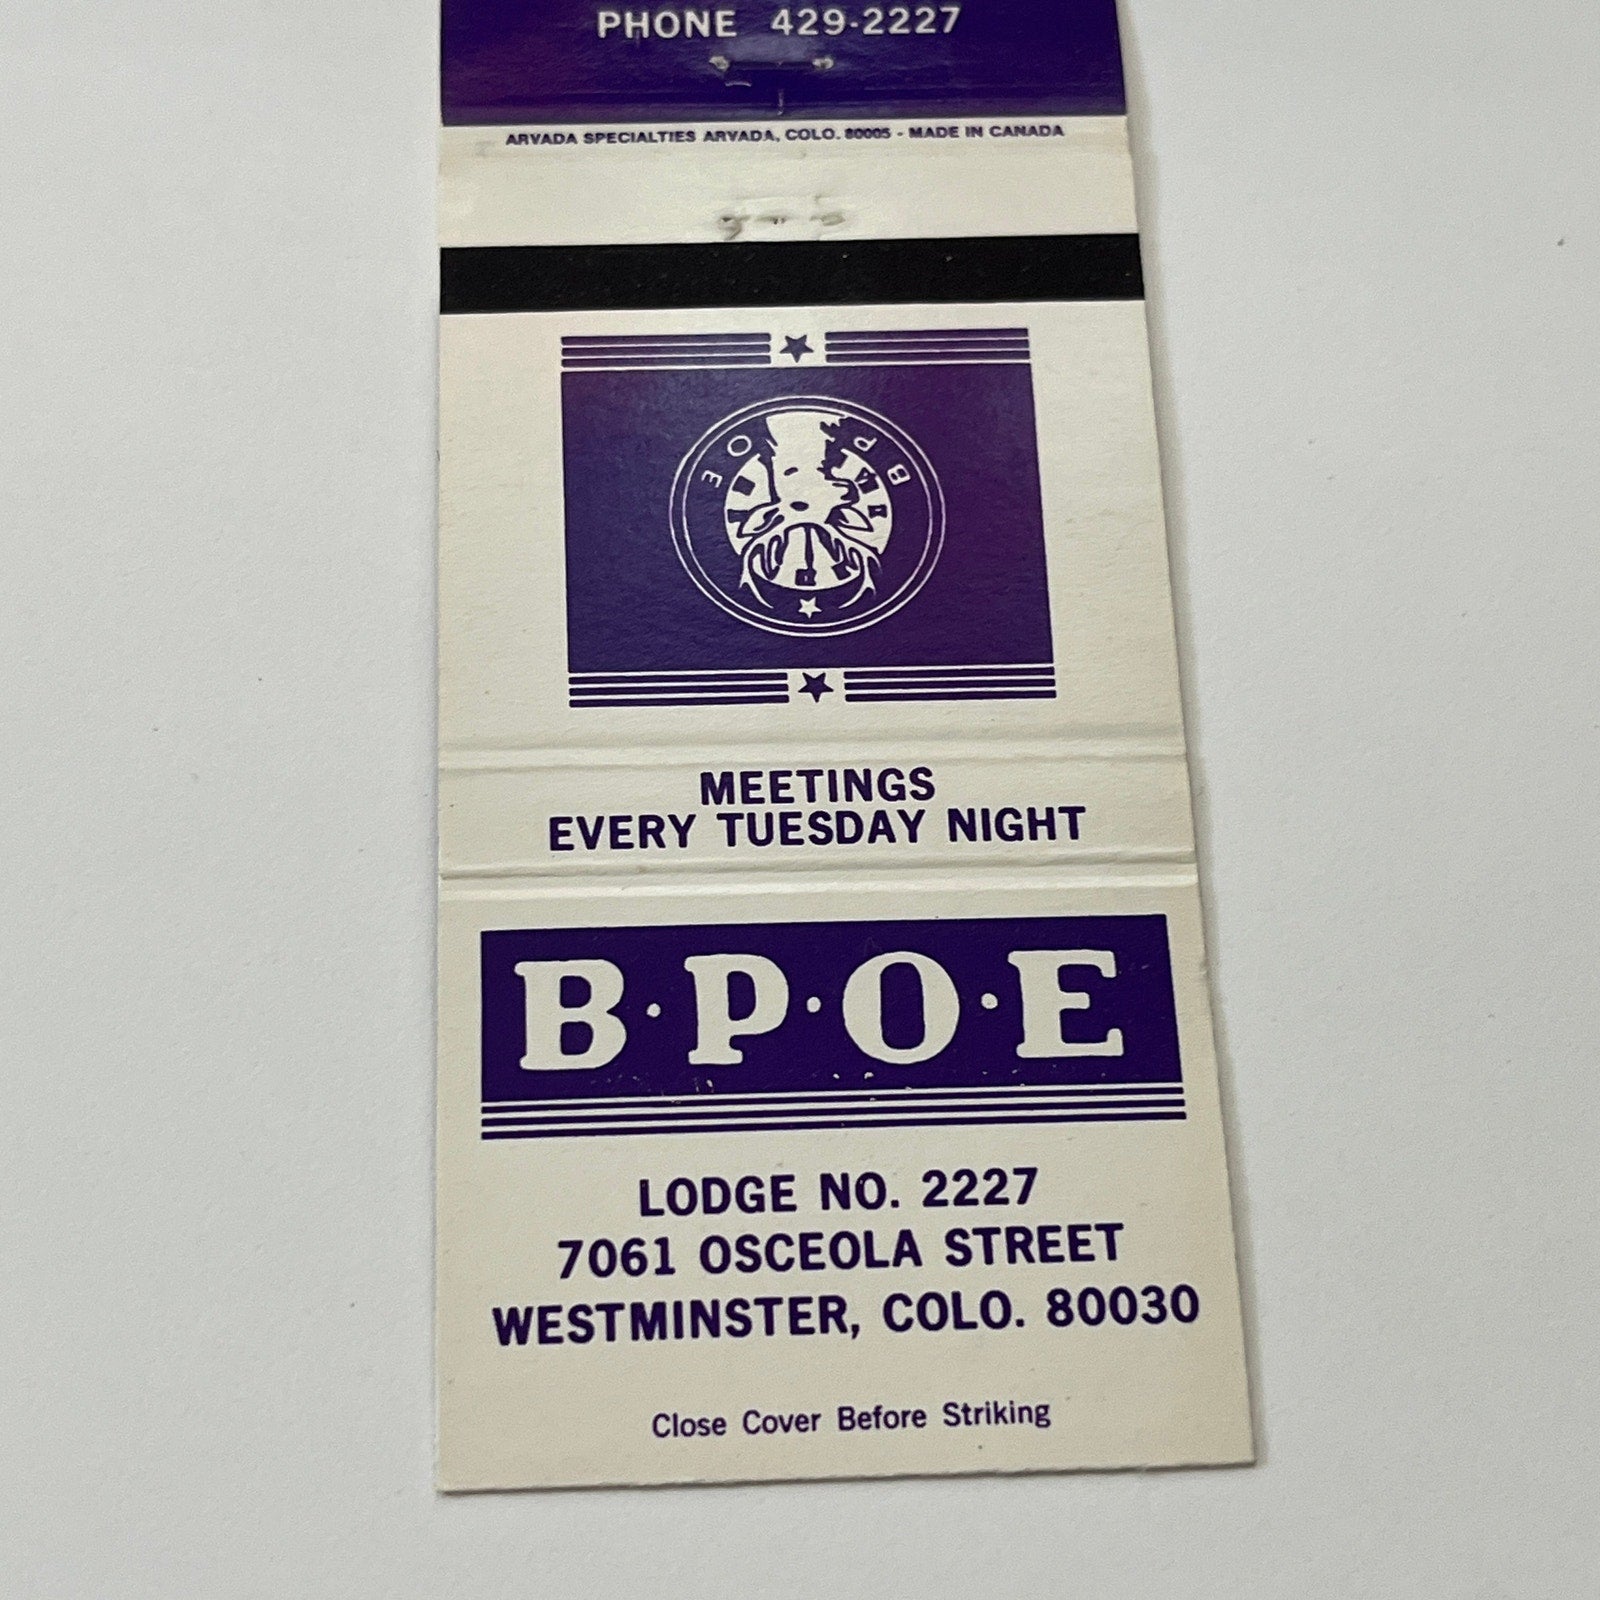 PHONE 429-2227
ARVADA SPECIALTIES ARVADA, COLO. 80005 - MADE IN CANADA
BPOE
MEETINGS
EVERY TUESDAY NIGHT
B·P·O·E
LODGE NO. 2227
7061 OSCEOLA STREET
WESTMINSTER, COLO. 80030
Close Cover Before Striking